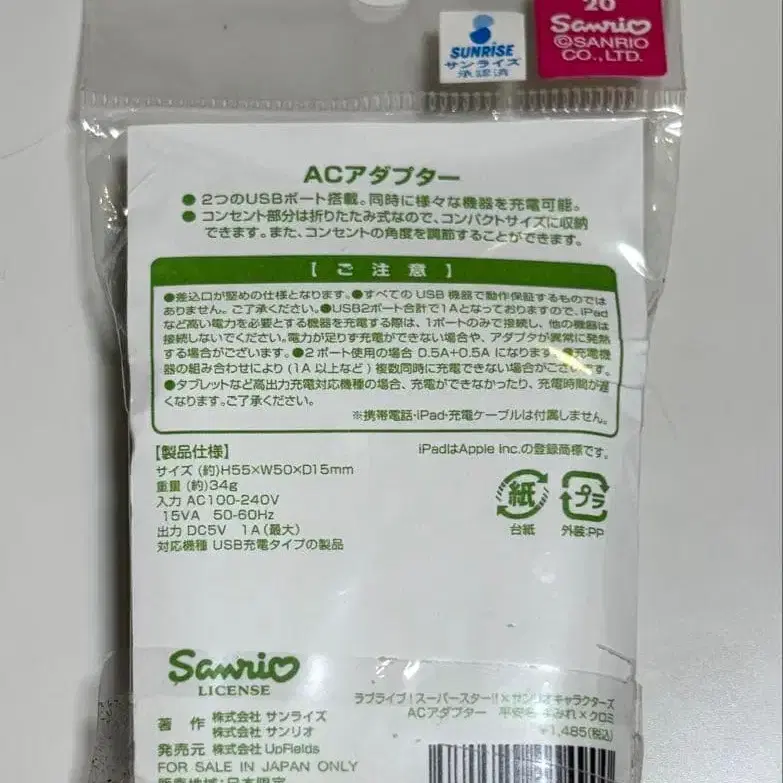 SUNRISE
サンライズ
承認済
20
Sanrio
©SANRIO
CO.,LTD.
ACアダプター
●2つのUSBポート搭載。同時に様々な機器を充電可能。
●コンセント部分は折りたたみ式なので、コンパクトサイズに収納
できます。また、コンセントの角度を調節することができます。
【ご注意】
●差込口が堅めの仕様となります。●すべてのUSB機器で動作保証するものでは
ありません。ご了承ください。●USB2ポート合計で1Aとなっておりますので、iPad
など高い電力を必要とする機器を充電する際は、1ポートのみで接続し、他の機器は
接続しないでください。電力が足りず充電ができない場合や、アダプタが異常に発熱
する場合がございます。●2ポート使用の場合 0.5A+0.5A になります。●充電機
器の組み合わせにより(1A以上など)複数同時に充電できない場合がございます。
●タブレットなど高出力充電対応機種の場合、充電ができなかったり、充電時間が遅
くなります。ご了承ください。
※携帯電話・iPad・充電ケーブルは付属しません。
【製品仕様】
サイズ (約)H55×W50×D15mm
重量 (約)34g
入力 AC100-240V
15VA 50-60Hz
出力 DC5V 1A(最大)
対応機種 USB充電タイプの製品
iPadはApple Inc.の登録商標です。
紙
台紙
プラ
外装:PP
Sanrio
LICENSE
著作 株式会社 サンライズ
株式会社 サンリオ
発売元 株式会社 UpFields
FOR SALE IN JAPAN ONLY
販売地域:日本限定
ラブライブ!スーパースター!!×サンリオキャラクターズ
ACアダプター 平安名すみれ×クロミ
¥1,485(税込)